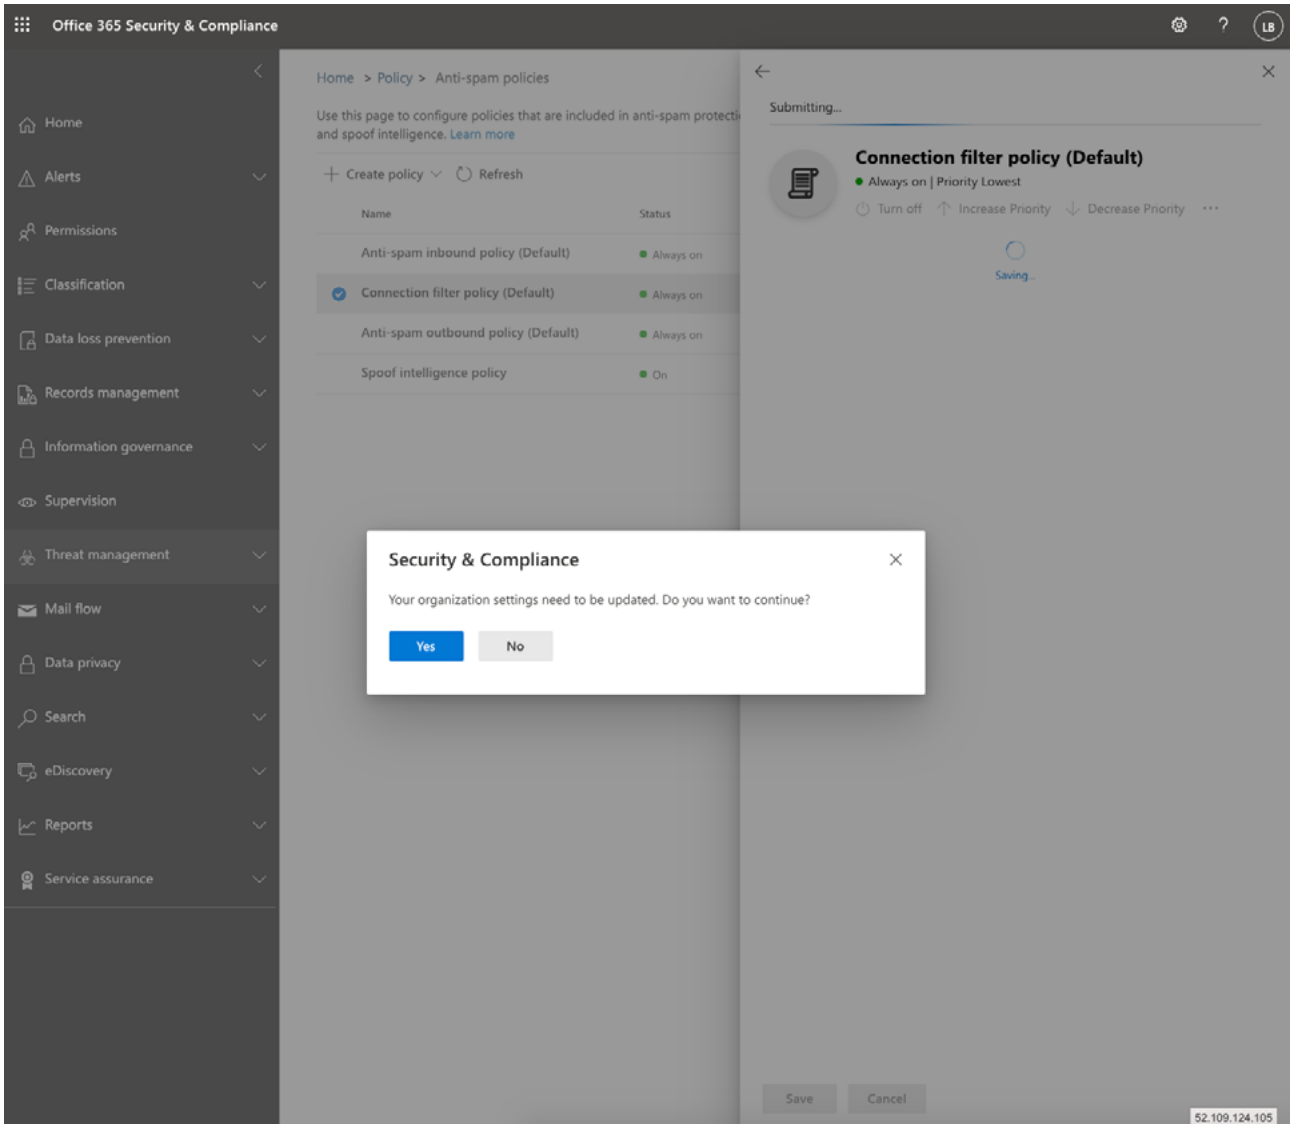 Office 365 Security & Compliance
?
LB
Home
Alerts
Permissions
Classification
Data loss prevention
Records management
Information governance
Supervision
Threat management
Mail flow
Data privacy
Search
eDiscovery
Reports
Service assurance
Home > Policy > Anti-spam policies
Use this page to configure policies that are included in anti-spam protecti
and spoof intelligence. Learn more
Create policy Refresh
Name Status
Anti-spam inbound policy (Default) Always on
Connection filter policy (Default) Always on
Anti-spam outbound policy (Default) Always on
Spoof intelligence policy On
Submitting...
Connection filter policy (Default)
Always on | Priority Lowest
Turn off Increase Priority Decrease Priority ...
Saving...
Security & Compliance
Your organization settings need to be updated. Do you want to continue?
Yes No
Save Cancel
52.109.124.105